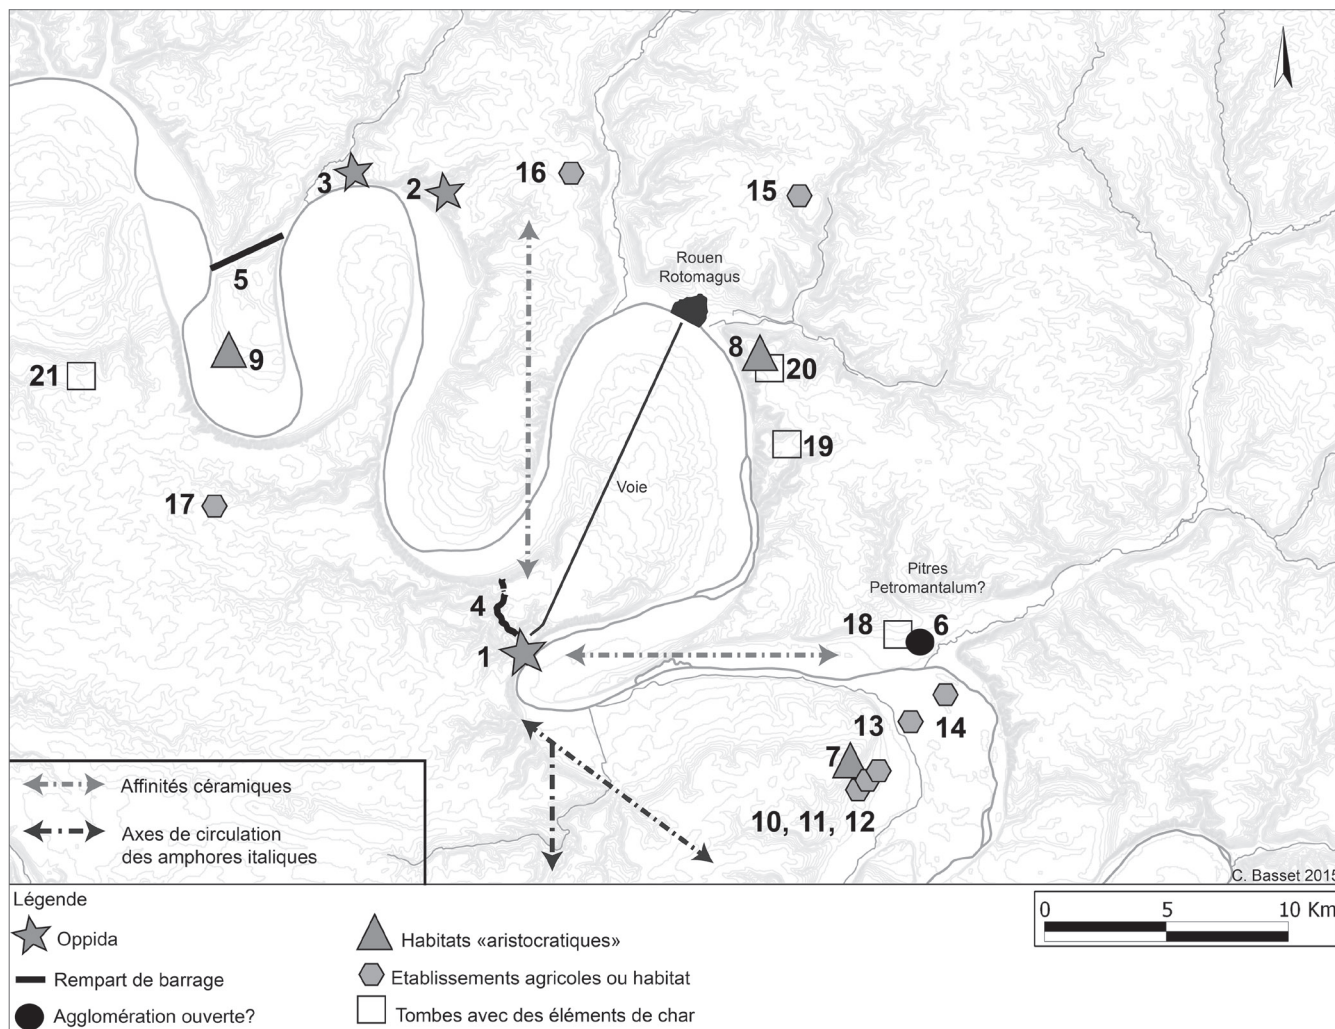 3
2
16
15
5
Rouen
Rotomagus
9
8
20
21
19
17
Voie
Pitres
Petromantalum?
4
18
6
1
13
14
7
10, 11, 12
Affinités céramiques
Axes de circulation
des amphores italiques
C. Basset 2015
Légende
Oppida
Rempart de barrage
Agglomération ouverte?
Habitats «aristocratiques»
Etablissements agricoles ou habitat
Tombes avec des éléments de char
0 5 10 Km